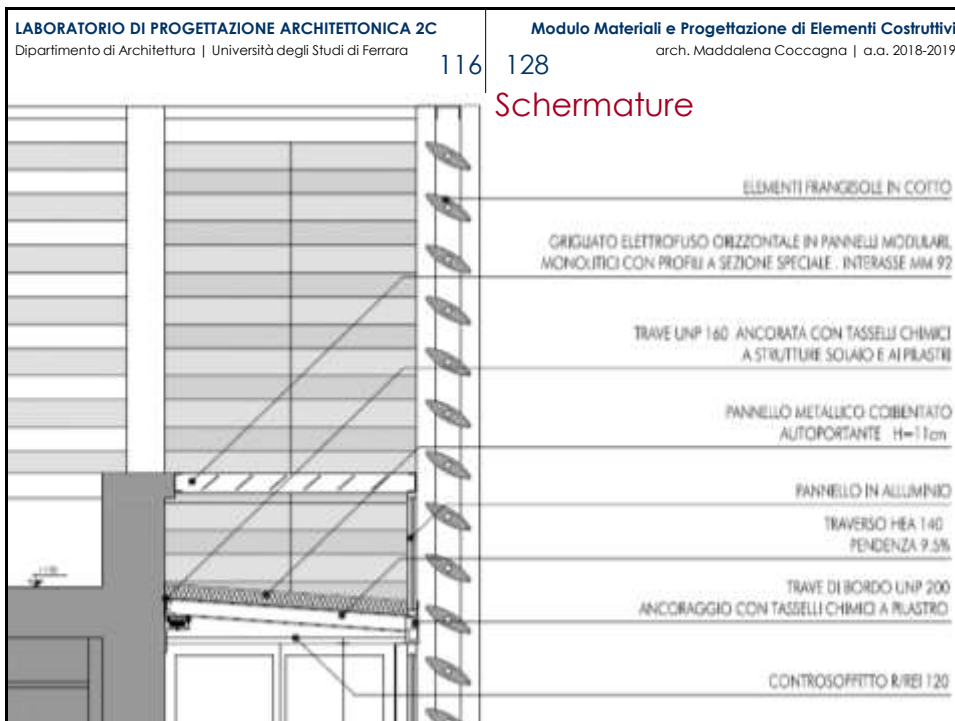 LABORATORIO DI PROGETTAZIONE ARCHITETTONICA 2C
Dipartimento di Architettura | Università degli Studi di Ferrara
116
Modulo Materiali e Progettazione di Elementi Costruttivi
arch. Maddalena Coccagna | a.a. 2018-2019
128
Schermature
ELEMENTI FRANGISOLE IN COTTO
GRIGLIATO ELETTROFUSO ORIZZONTALE IN PANNELLI MODULARI,
MONOLITICI CON PROFILI A SEZIONE SPECIALE . INTERASSE MM 92
TRAVE UNP 160 ANCORATA CON TASSELLI CHIMICI
A STRUTTURE SOLAIO E AI PILASTRI
PANNELLO METALLICO COIBENTATO
AUTOPORTANTE H=11cm
PANNELLO IN ALLUMINIO
TRAVERSO HEA 140
PENDENZA 9.5%
TRAVE DI BORDO UNP 200
ANCORAGGIO CON TASSELLI CHIMICI A PILASTRO
CONTROSOFFITTO R/REI 120